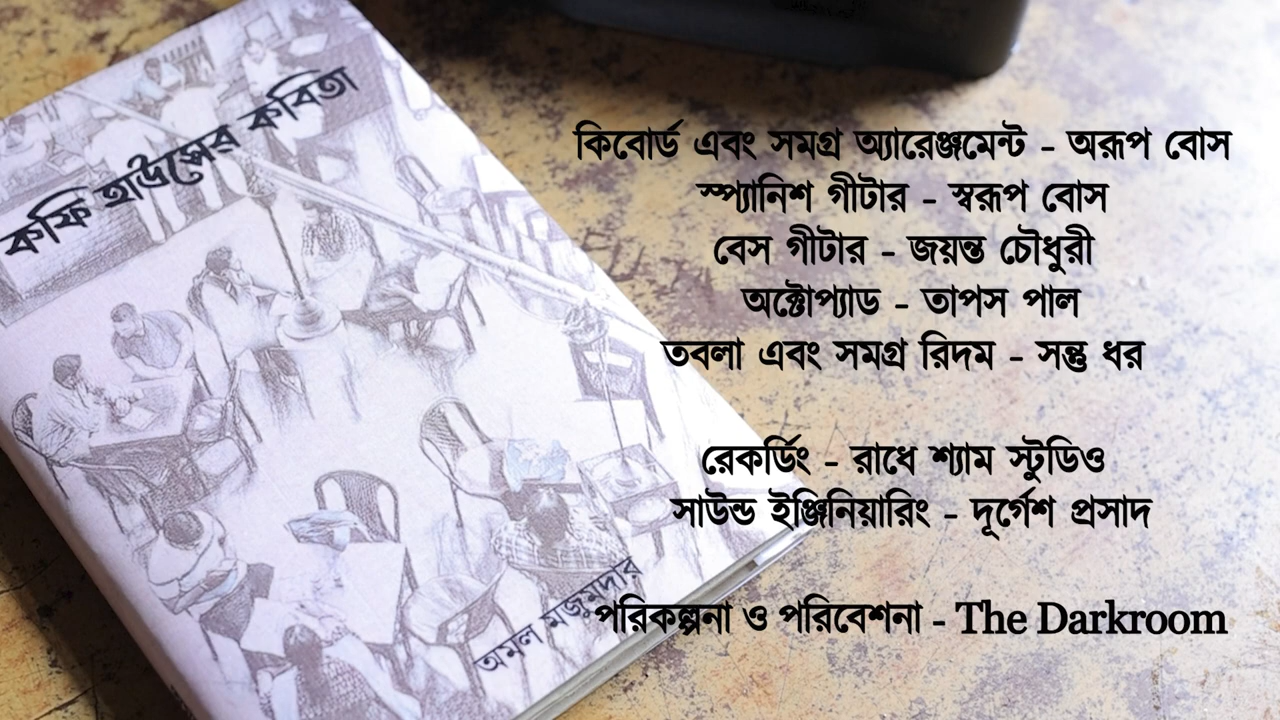 কফি হাউসের কবিতা
অমল মজুমদার
কিবোর্ড এবং সমগ্র অ্যারেঞ্জমেন্ট - অরূপ বোস
স্প্যানিশ গীটার - স্বরূপ বোস
বেস গীটার - জয়ন্ত চৌধুরী
অক্টোপ্যাড - তাপস পাল
তবলা এবং সমগ্র রিদম - সন্তু ধর
রেকর্ডিং - রাধে শ্যাম স্টুডিও
সাউন্ড ইঞ্জিনিয়ারিং - দূর্গেশ প্রসাদ
পরিকল্পনা ও পরিবেশনা - The Darkroom